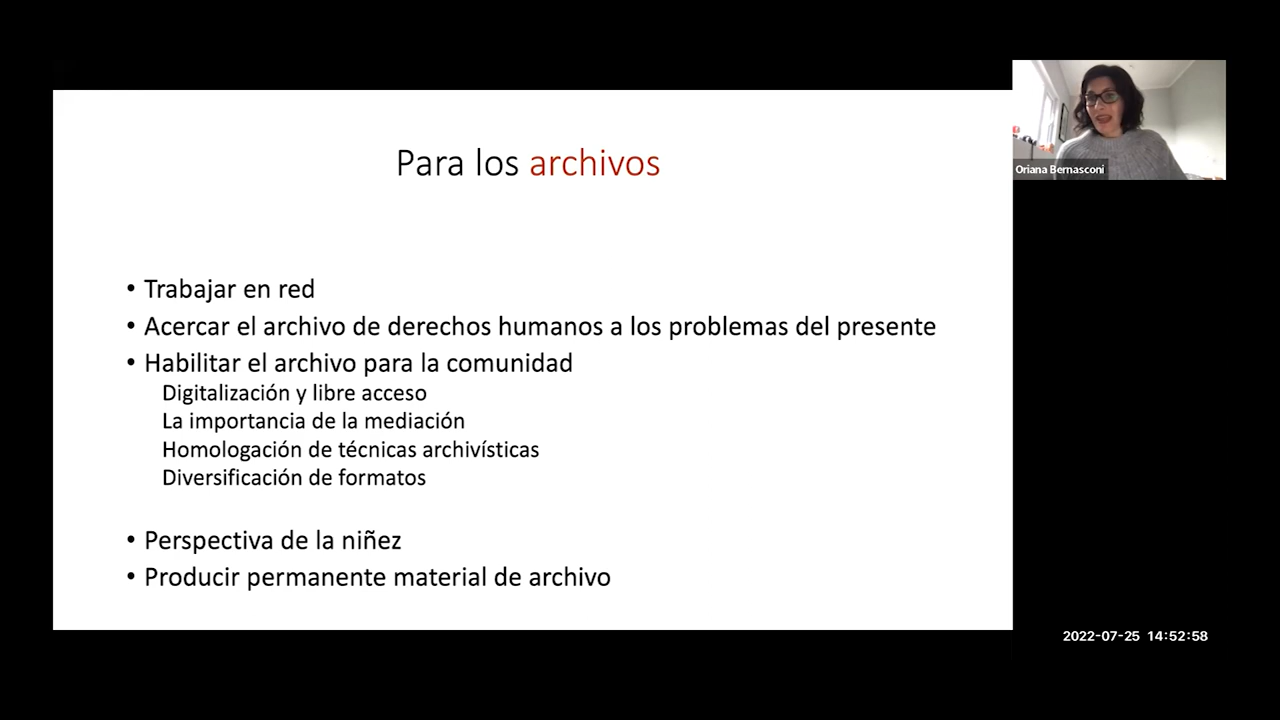 Para los archivos
Oriana Bernasconi
• Trabajar en red
• Acercar el archivo de derechos humanos a los problemas del presente
• Habilitar el archivo para la comunidad
Digitalización y libre acceso
La importancia de la mediación
Homologación de técnicas archivísticas
Diversificación de formatos
• Perspectiva de la niñez
• Producir permanente material de archivo
2022-07-25 14:52:58